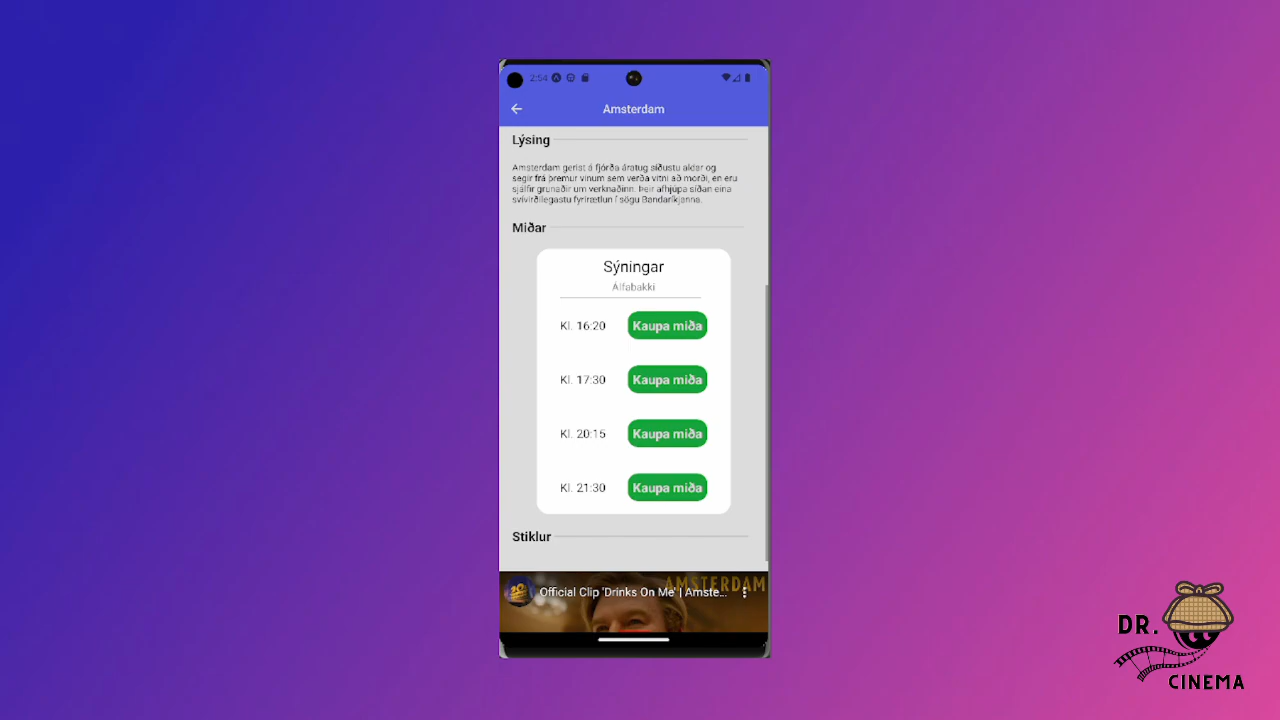 2:54
Amsterdam
Lýsing
Amsterdam gerist á fjórða áratug síðustu aldar og
segir frá þremur vinum sem verða vitni að morði, en eru
sjálfir grunaðir um verknaðinn. Þeir afhjúpa síðan eina
svívirðilegastu fyrirætlun í sögu Bandaríkjanna.
Miðar
Sýningar
Álfabakki
Kl. 16:20 Kaupa miða
Kl. 17:30 Kaupa miða
Kl. 20:15 Kaupa miða
Kl. 21:30 Kaupa miða
Stiklur
AMSTERDAM
Official Clip 'Drinks On Me' | Amste...
DR.
CINEMA